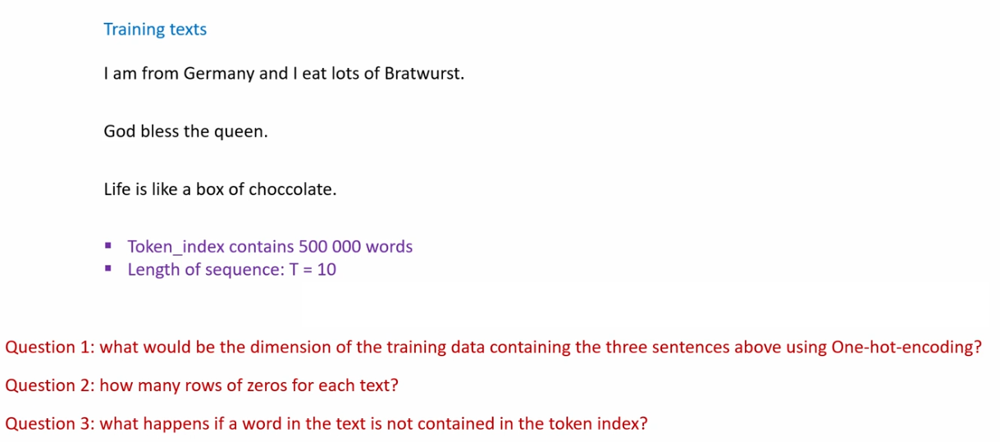 Training texts
I am from Germany and I eat lots of Bratwurst.
God bless the queen.
Life is like a box of choccolate.
▪ Token_index contains 500 000 words
▪ Length of sequence: T = 10
Question 1: what would be the dimension of the training data containing the three sentences above using One-hot-encoding?
Question 2: how many rows of zeros for each text?
Question 3: what happens if a word in the text is not contained in the token index?